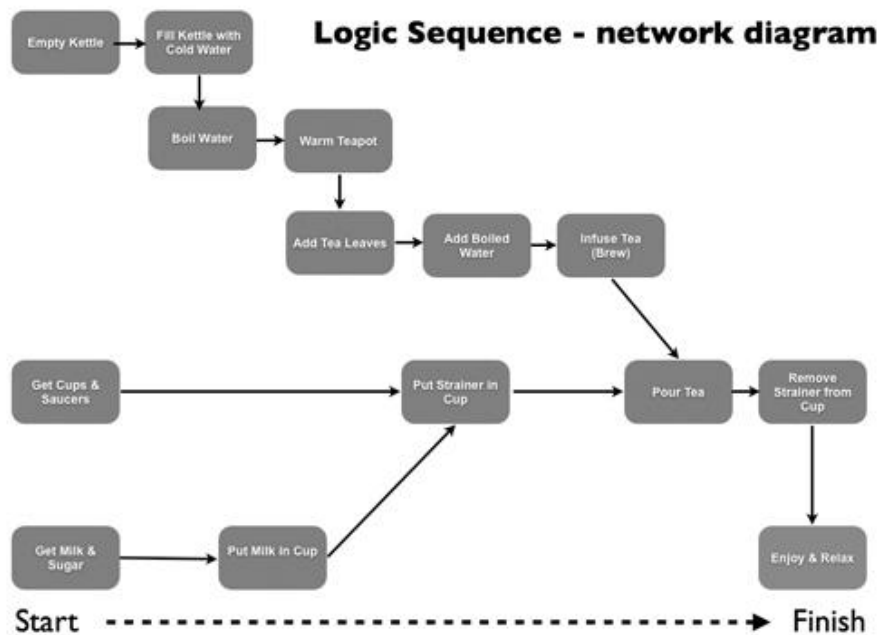 Logic Sequence - network diagram
Empty Kettle
Fill Kettle with
Cold Water
Boil Water
Warm Teapot
Add Tea Leaves
Add Boiled
Water
Infuse Tea
(Brew)
Get Cups &
Saucers
Put Strainer in
Cup
Pour Tea
Remove
Strainer from
Cup
Get Milk &
Sugar
Put Milk in Cup
Enjoy & Relax
Start
Finish